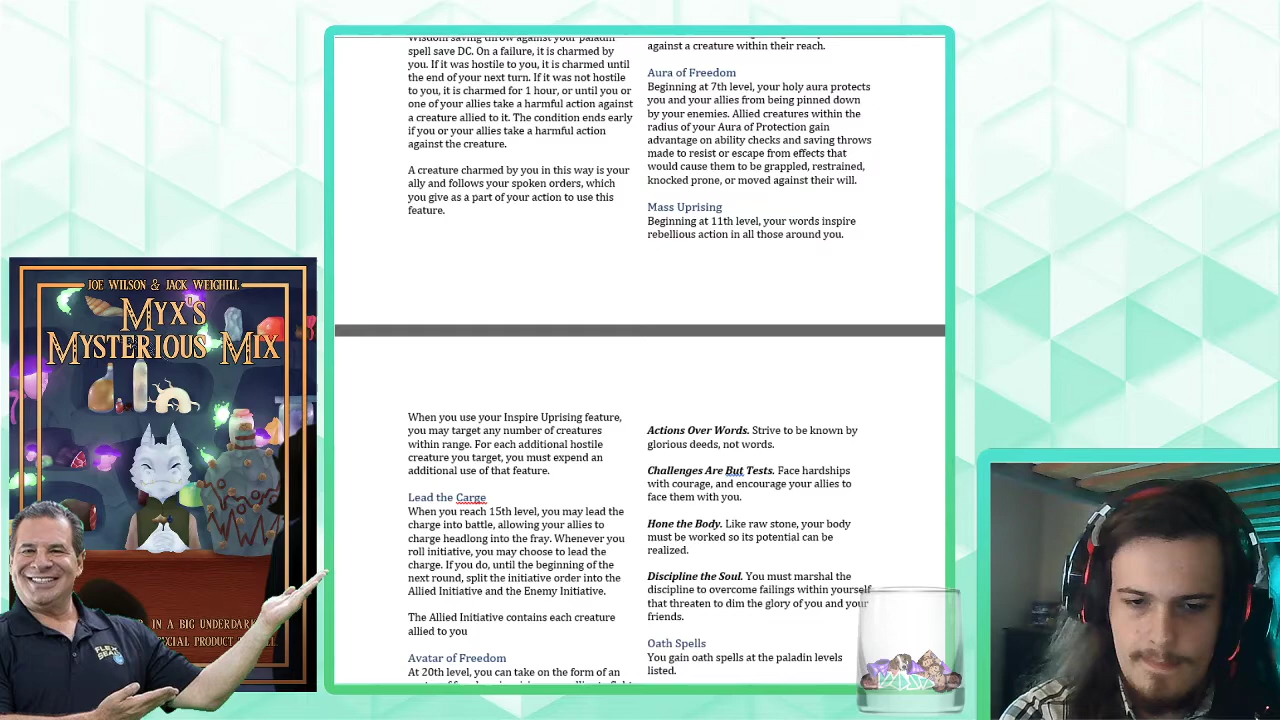 JOE WILSON & JACK WEIGHILL
MYX'S
MYSTERIOUS MIX
IN A BIG UNDERDA
ECIAL PRODUCT T
Wisdom saving throw against your paladin
spell save DC. On a failure, it is charmed by
you. If it was hostile to you, it is charmed until
the end of your next turn. If it was not hostile
to you, it is charmed for 1 hour, or until you or
one of your allies take a harmful action against
a creature allied to it. The condition ends early
if you or your allies take a harmful action
against the creature.
A creature charmed by you in this way is your
ally and follows your spoken orders, which
you give as a part of your action to use this
feature.
against a creature within their reach.
Aura of Freedom
Beginning at 7th level, your holy aura protects
you and your allies from being pinned down
by your enemies. Allied creatures within the
radius of your Aura of Protection gain
advantage on ability checks and saving throws
made to resist or escape from effects that
would cause them to be grappled, restrained,
knocked prone, or moved against their will.
Mass Uprising
Beginning at 11th level, your words inspire
rebellious action in all those around you.
When you use your Inspire Uprising feature,
you may target any number of creatures
within range. For each additional hostile
creature you target, you must expend an
additional use of that feature.
Lead the Carge
When you reach 15th level, you may lead the
charge into battle, allowing your allies to
charge headlong into the fray. Whenever you
roll initiative, you may choose to lead the
charge. If you do, until the beginning of the
next round, split the initiative order into the
Allied Initiative and the Enemy Initiative.
The Allied Initiative contains each creature
allied to you
Avatar of Freedom
At 20th level, you can take on the form of an
Actions Over Words. Strive to be known by
glorious deeds, not words.
Challenges Are But Tests. Face hardships
with courage, and encourage your allies to
face them with you.
Hone the Body. Like raw stone, your body
must be worked so its potential can be
realized.
Discipline the Soul. You must marshal the
discipline to overcome failings within yourself
that threaten to dim the glory of you and your
friends.
Oath Spells
You gain oath spells at the paladin levels
listed.